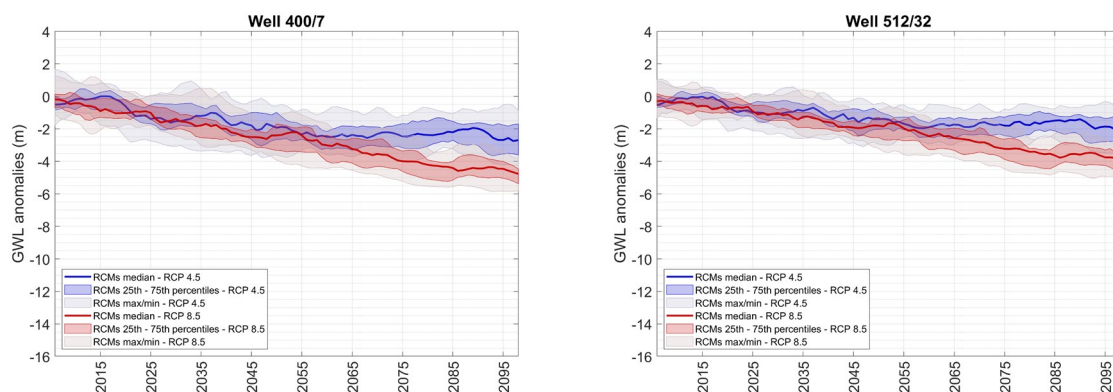 Well 400/7
4
2
0
-2
-4
-6
-8
-10
-12
-14
-16
GWL anomalies (m)
RCMs median - RCP 4.5
RCMs 25th - 75th percentiles - RCP 4.5
RCMs max/min - RCP 4.5
RCMs median - RCP 8.5
RCMs 25th - 75th percentiles - RCP 8.5
RCMs max/min - RCP 8.5
2015
2025
2035
2045
2055
2065
2075
2085
2095
Well 512/32
4
2
0
-2
-4
-6
-8
-10
-12
-14
-16
GWL anomalies (m)
RCMs median - RCP 4.5
RCMs 25th - 75th percentiles - RCP 4.5
RCMs max/min - RCP 4.5
RCMs median - RCP 8.5
RCMs 25th - 75th percentiles - RCP 8.5
RCMs max/min - RCP 8.5
2015
2025
2035
2045
2055
2065
2075
2085
2095